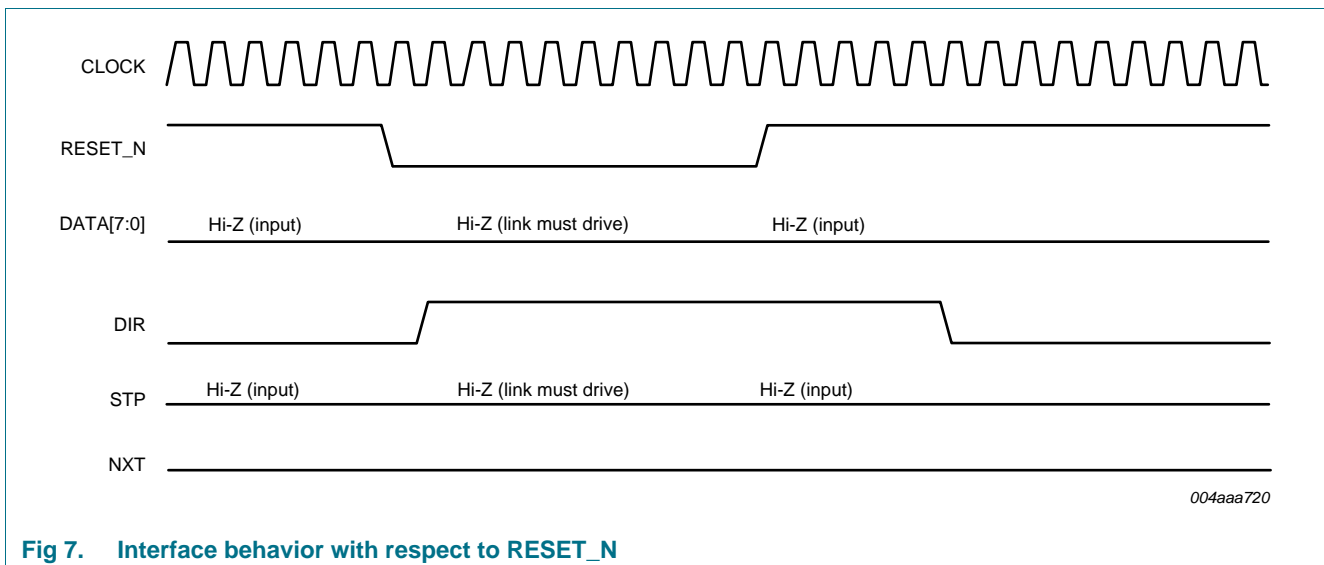 CLOCK
RESET_N
DATA[7:0] Hi-Z (input) Hi-Z (link must drive) Hi-Z (input)
DIR
STP Hi-Z (input) Hi-Z (link must drive) Hi-Z (input)
NXT
004aaa720
Fig 7. Interface behavior with respect to RESET_N